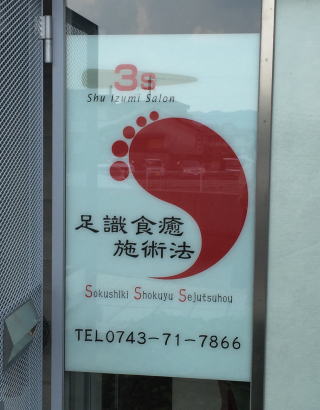 3s
Shu Izumi Salon
足識食癒
施術法
Sokushiki Shokuyu Sejutsuhou
TEL0743-71-7866